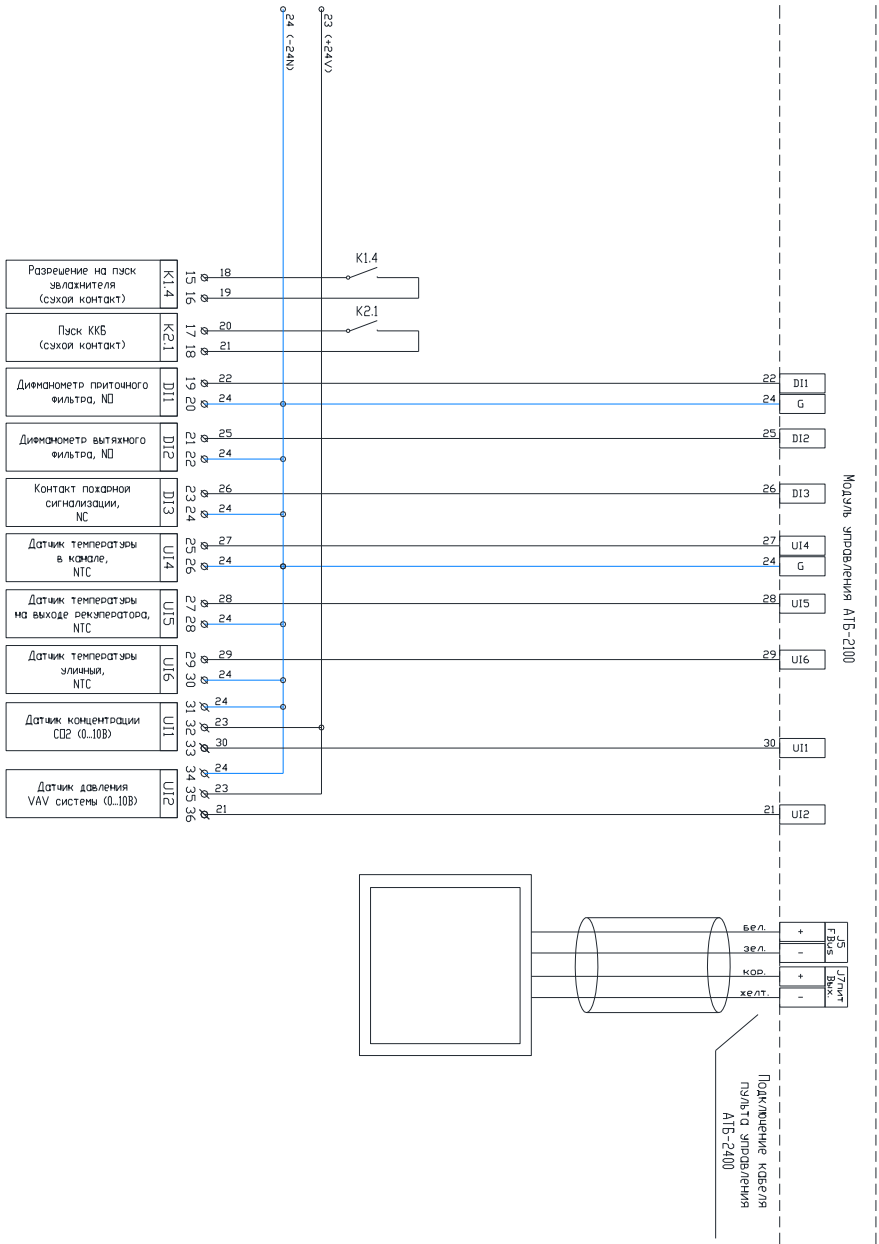 24 (-24N)
23 (+24V)
Разрешение на пуск
увлажнителя
(сухой контакт)
K1.4
15
18
16
19
K1.4
Пуск ККБ
(сухой контакт)
K2.1
17
20
18
21
K2.1
Дифманометр приточного
фильтра, NO
DI1
19
22
20
24
22
DI1
24
G
Дифманометр вытяжного
фильтра, NO
DI2
21
25
22
24
25
DI2
Контакт пожарной
сигнализации,
NC
DI3
23
26
24
24
26
DI3
Датчик температуры
в канале,
NTC
UI4
25
27
26
24
27
UI4
24
G
Датчик температуры
на выходе рекуператора,
NTC
UI5
27
28
28
24
28
UI5
Датчик температуры
уличный,
NTC
UI6
29
29
30
24
29
UI6
Датчик концентрации
CO2 (0...10В)
UI1
31
24
32
23
33
30
30
UI1
Датчик давления
VAV системы (0...10В)
UI2
34
24
35
23
36
21
21
UI2
Модуль управления АТБ-2100
бел.
+
зел.
-
J5
F Bus
кор.
+
желт.
-
J7пит
Вых.
Подключение кабеля
пульта управления
АТБ-2400